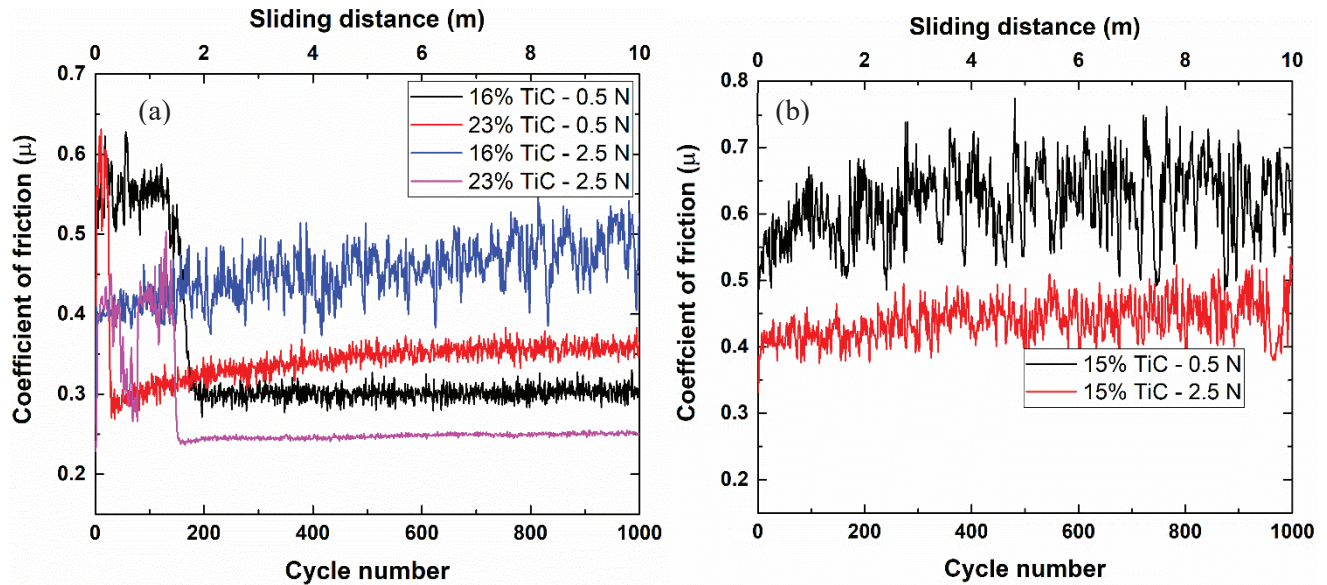 Sliding distance (m)
0 2 4 6 8 10
0.7
0.6
0.5
0.4
0.3
0.2
Coefficient of friction (μ)
(a)
16% TiC - 0.5 N
23% TiC - 0.5 N
16% TiC - 2.5 N
23% TiC - 2.5 N
0 200 400 600 800 1000
Cycle number
Sliding distance (m)
0 2 4 6 8 10
0.8
0.7
0.6
0.5
0.4
0.3
0.2
Coeffcient of friction (μ)
(b)
15% TiC - 0.5 N
15% TiC - 2.5 N
0 200 400 600 800 1000
Cycle number